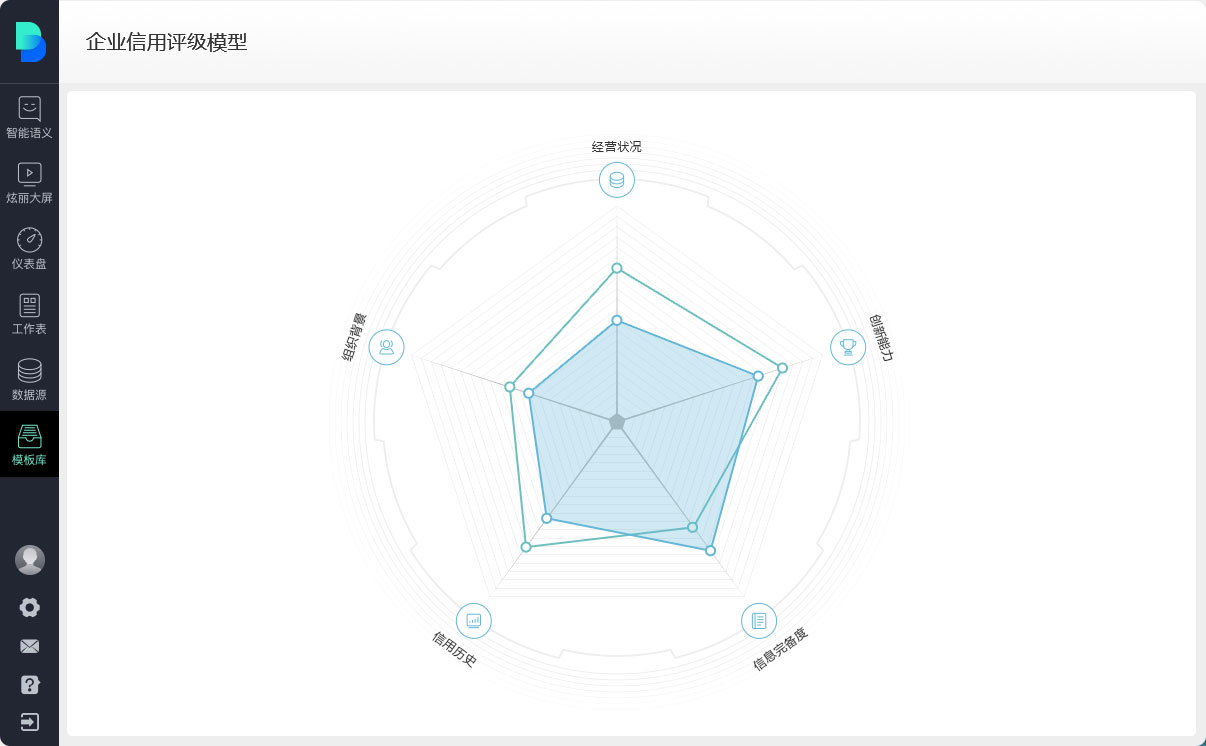 企业信用评级模型
智能语义
炫丽大屏
仪表盘
工作表
数据源
模板库
经营状况
创新能力
组织背景
信用历史
信息完备度